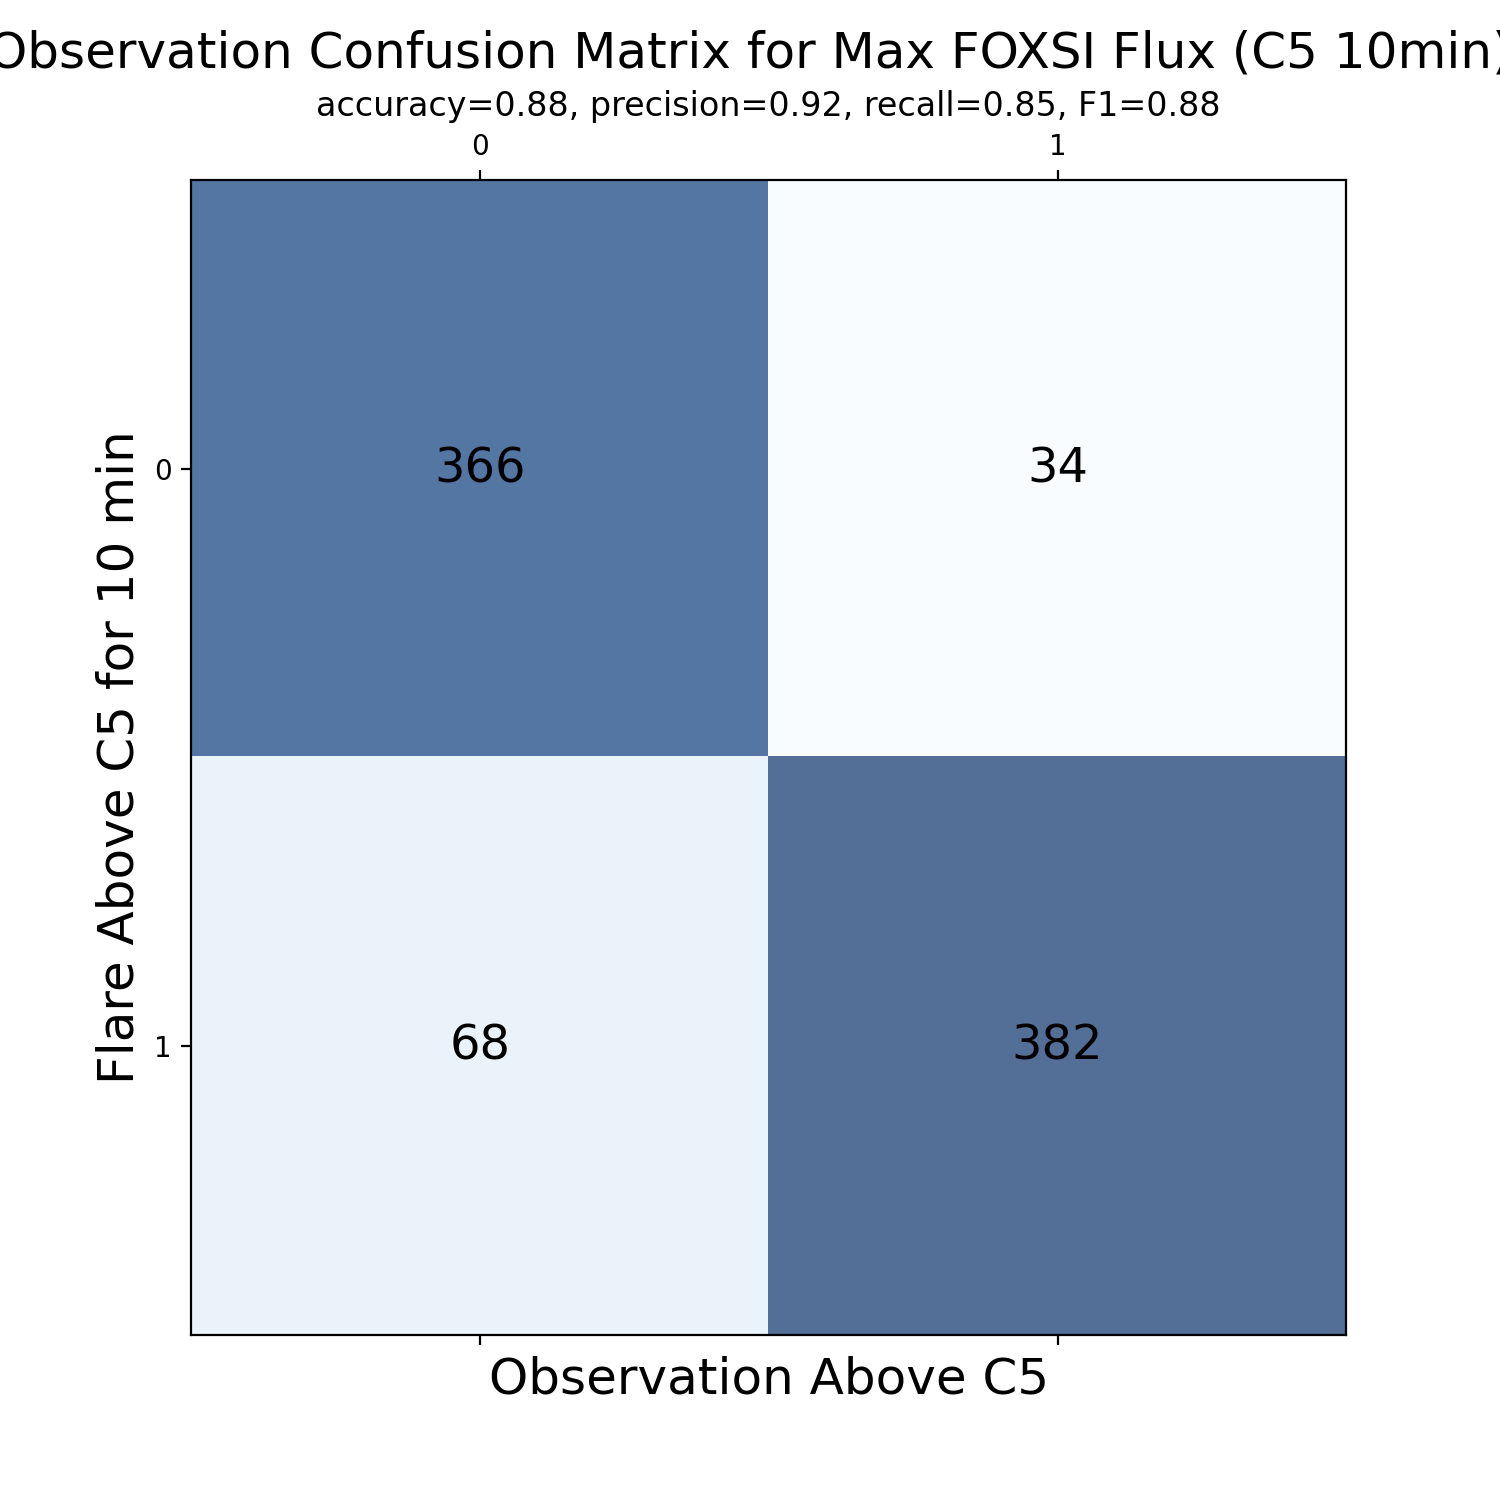 Observation Confusion Matrix for Max FOXSI Flux (C5 10min)
accuracy=0.88, precision=0.92, recall=0.85, F1=0.88
0 1
Flare Above C5 for 10 min
0
366 34
1
68 382
Observation Above C5